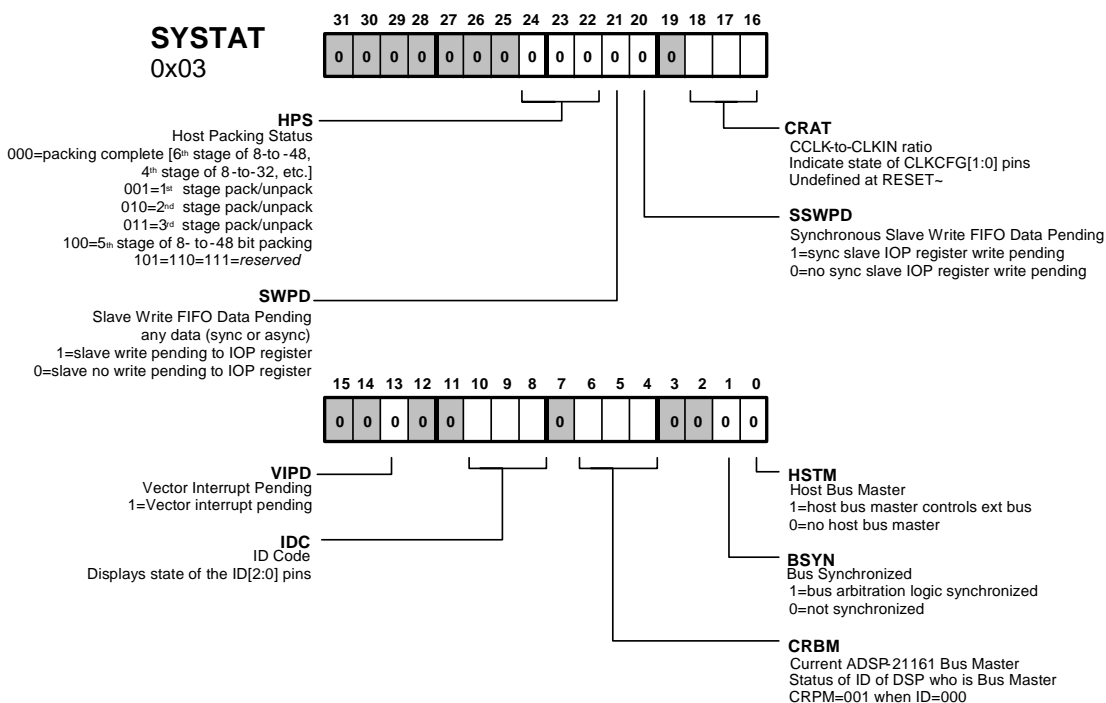 31 30 29 28 27 26 25 24 23 22 21 20 19 18 17 16
SYSTAT
0x03
0 0 0 0 0 0 0 0 0 0 0 0 0
HPS
Host Packing Status
000=packing complete [6th stage of 8-to -48,
4th stage of 8-to-32, etc.]
001=1st stage pack/unpack
010=2nd stage pack/unpack
011=3rd stage pack/unpack
100=5th stage of 8- to-48 bit packing
101=110=111=reserved
CRAT
CCLK-to-CLKIN ratio
Indicate state of CLKCFG[1:0] pins
Undefined at RESET~
SSWPD
Synchronous Slave Write FIFO Data Pending
1=sync slave IOP register write pending
0=no sync slave IOP register write pending
SWPD
Slave Write FIFO Data Pending
any data (sync or async)
1=slave write pending to IOP register
0=slave no write pending to IOP register
15 14 13 12 11 10 9 8 7 6 5 4 3 2 1 0
0 0 0 0 0 0 0 0 0 0
VIPD
Vector Interrupt Pending
1=Vector interrupt pending
IDC
ID Code
Displays state of the ID[2:0] pins
HSTM
Host Bus Master
1=host bus master controls ext bus
0=no host bus master
BSYN
Bus Synchronized
1=bus arbitration logic synchronized
0=not synchronized
CRBM
Current ADSP-21161 Bus Master
Status of ID of DSP who is Bus Master
CRPM=001 when ID=000